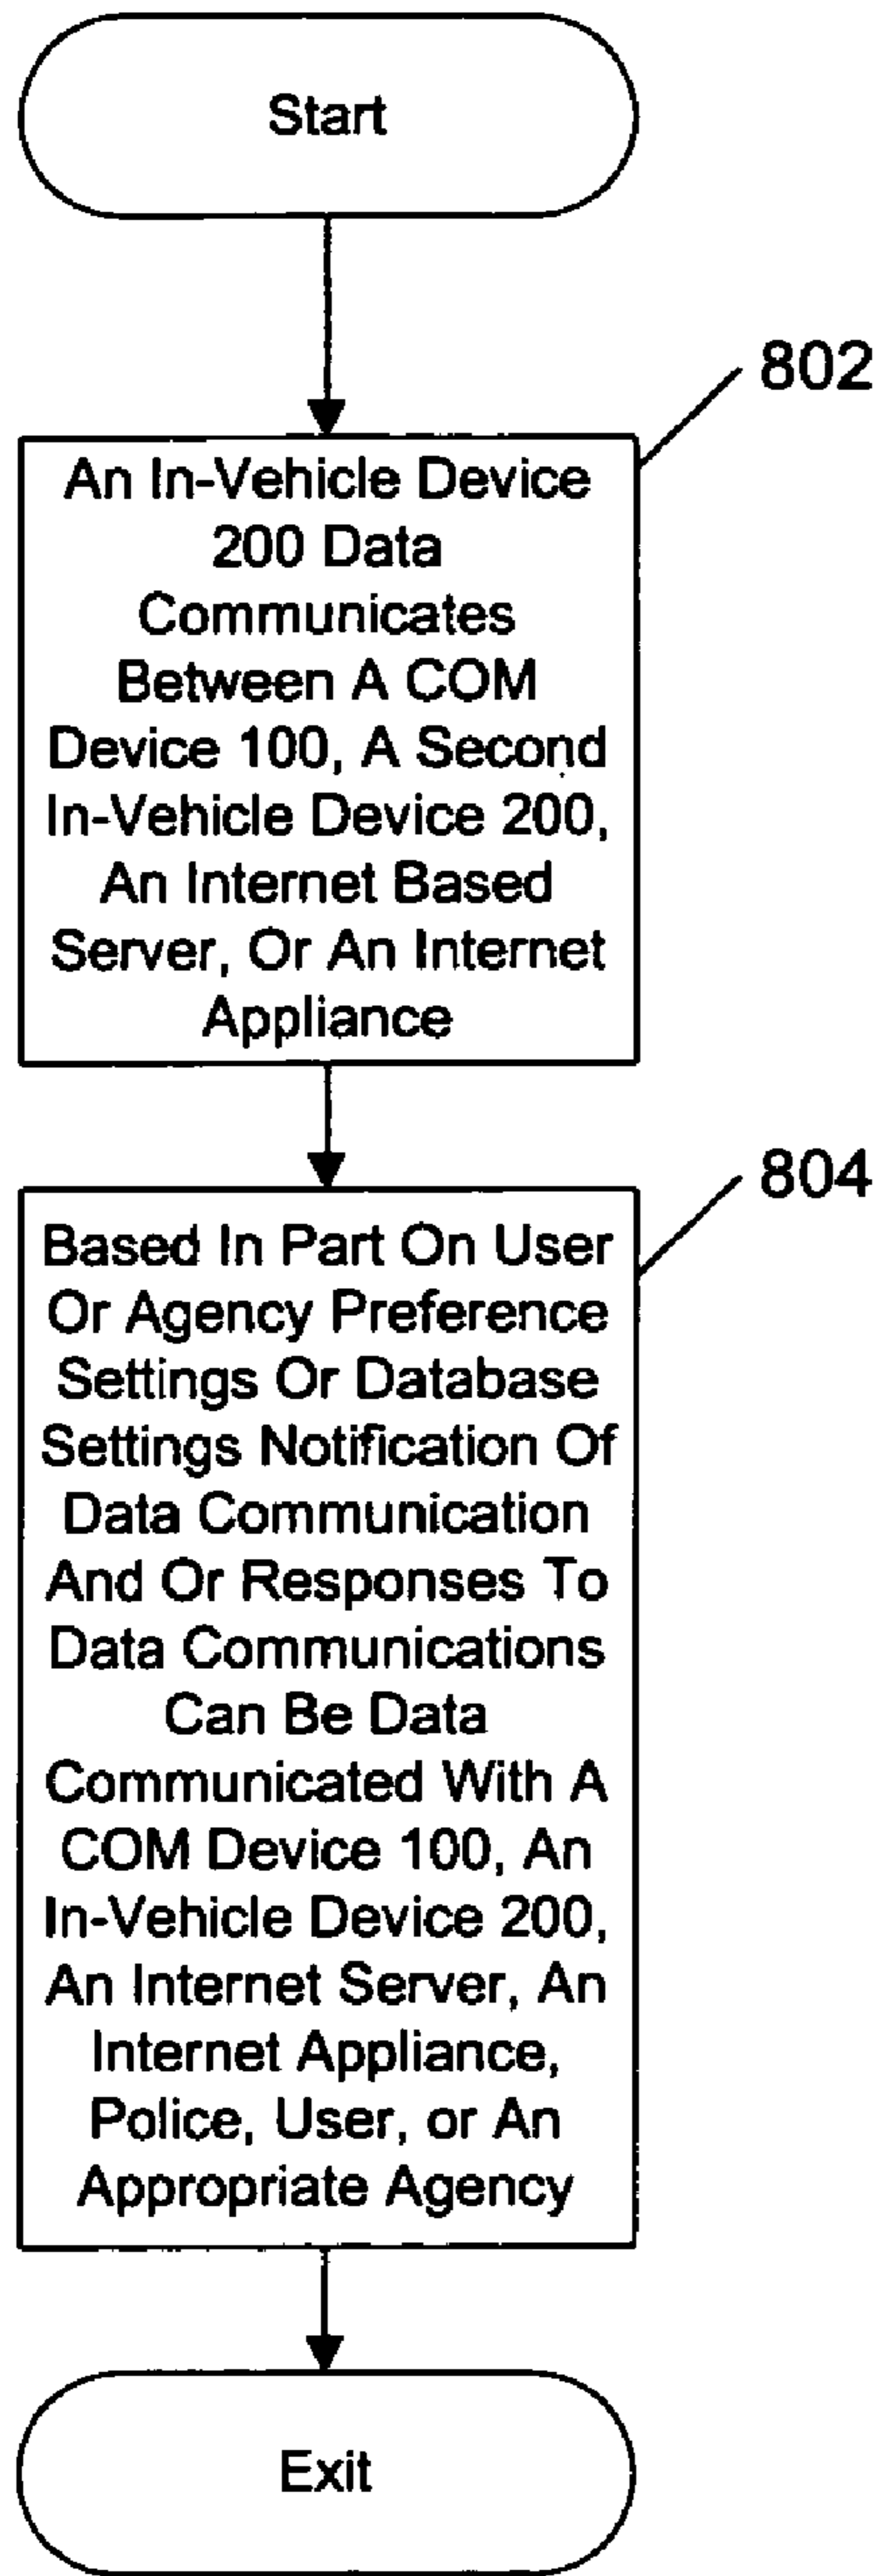 Start
802
An In-Vehicle Device
200 Data
Communicates
Between A COM
Device 100, A Second
In-Vehicle Device 200,
An Internet Based
Server, Or An Internet
Appliance
804
Based In Part On User
Or Agency Preference
Settings Or Database
Settings Notification Of
Data Communication
And Or Responses To
Data Communications
Can Be Data
Communicated With A
COM Device 100, An
In-Vehicle Device 200,
An Internet Server, An
Internet Appliance,
Police, User, or An
Appropriate Agency
Exit